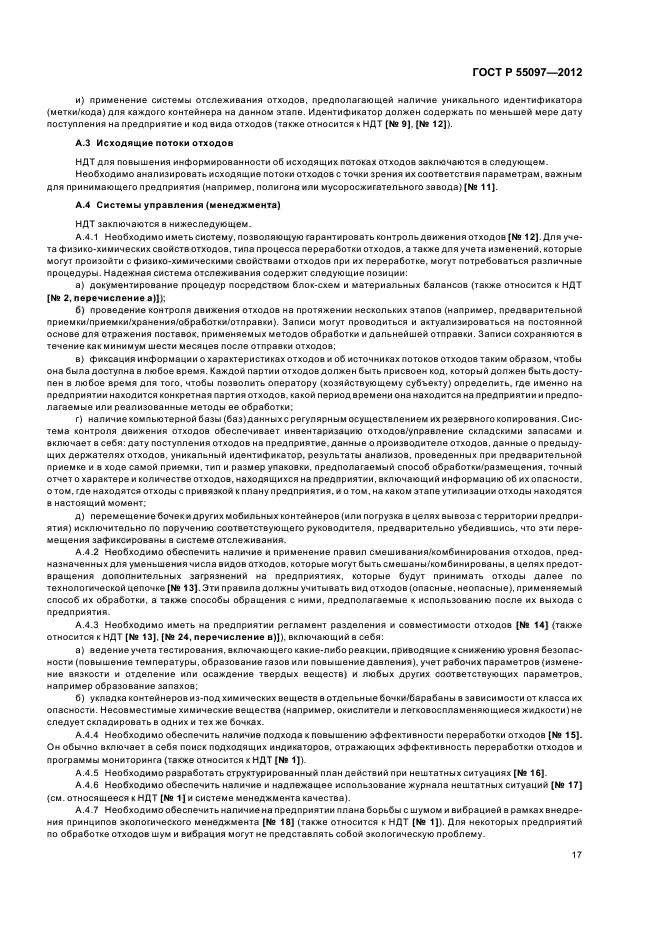 ГОСТ Р 55097—2012
и) применение системы отслеживания отходов, предполагающей наличие уникального идентификатора
(метки/кода) для каждого контейнера на данном этапе. Идентификатор должен содержать по меньшей мере дату
поступления на предприятие и код вида отходов (также относится к НДТ [№ 9], [№ 12]).
А.3 Исходящие потоки отходов
НДТ для повышения информированности об исходящих потоках отходов заключаются в следующем.
Необходимо анализировать исходящие потоки отходов с точки зрения их соответствия параметрам, важным
для принимающего предприятия (например, полигона или мусоросжигательного завода) [№ 11].
А.4 Системы управления (менеджмента)
НДТ заключаются в нижеследующем.
А.4.1 Необходимо иметь систему, позволяющую гарантировать контроль движения отходов [№ 12]. Для уче-
та физико-химических свойств отходов, типа процесса переработки отходов, а также для учета изменений, которые
могут произойти с физико-химическими свойствами отходов при их переработке, могут потребоваться различные
процедуры. Надежная система отслеживания содержит следующие позиции:
а) документирование процедур посредством блок-схем и материальных балансов (также относится к НДТ
[№ 2, перечисление а)]);
б) проведение контроля движения отходов на протяжении нескольких этапов (например, предварительной
приемки/приемки/хранения/обработки/отправки). Записи могут проводиться и актуализироваться на постоянной
основе для отражения поставок, применяемых методов обработки и дальнейшей отправки. Записи сохраняются в
течение как минимум шести месяцев после отправки отходов;
в) фиксация информации о характеристиках отходов и об источниках потоков отходов таким образом, чтобы
она была доступна в любое время. Каждой партии отходов должен быть присвоен код, который должен быть досту-
пен в любое время для того, чтобы позволить оператору (хозяйствующему субъекту) определить, где именно на
предприятии находится конкретная партия отходов, какой период времени она находится на предприятии и предпо-
лагаемые или реализованные методы ее обработки;
г) наличие компьютерной базы (баз) данных с регулярным осуществлением их резервного копирования. Сис-
тема контроля движения отходов обеспечивает инвентаризацию отходов/управление складскими запасами и
включает в себя: дату поступления отходов на предприятие, данные о производителе отходов, данные о предыду-
щих держателях отходов, уникальный идентификатор, результаты анализов, проведенных при предварительной
приемке и в ходе самой приемки, тип и размер упаковки, предполагаемый способ обработки/размещения, точный
отчет о характере и количестве отходов, находящихся на предприятии, включающий информацию об их опасности,
о том, где находятся отходы с привязкой к плану предприятия, и о том, на каком этапе утилизации отходы находятся
в настоящий момент;
д) перемещение бочек и других мобильных контейнеров (или погрузка в целях вывоза с территории предпри-
ятия) исключительно по поручению соответствующего руководителя, предварительно убедившись, что эти пере-
мещения зафиксированы в системе отслеживания.
А.4.2 Необходимо обеспечить наличие и применение правил смешивания/комбинирования отходов, пред-
назначенных для уменьшения числа видов отходов, которые могут быть смешаны/комбинированы, в целях предот-
вращения дополнительных загрязнений на предприятиях, которые будут принимать отходы далее по
технологической цепочке [№ 13]. Эти правила должны учитывать вид отходов (опасные, неопасные), применяемый
способ их обработки, а также способы обращения с ними, предполагаемые к использованию после их выхода с
предприятия.
А.4.3 Необходимо иметь на предприятии регламент разделения и совместимости отходов [№ 14] (также
относится к НДТ [№ 13], [№ 24, перечисление в)]), включающий в себя:
а) ведение учета тестирования, включающего какие-либо реакции, приводящие к снижению уровня безопас-
ности (повышение температуры, образование газов или повышение давления), учет рабочих параметров (измене-
ние вязкости и отделение или осаждение твердых веществ) и любых других соответствующих параметров,
например образование запахов;
б) укладка контейнеров из-под химических веществ в отдельные бочки/барабаны в зависимости от класса их
опасности. Несовместимые химические вещества (например, окислители и легковоспламеняющиеся жидкости) не
следует складировать в одних и тех же бочках.
А.4.4 Необходимо обеспечить наличие подхода к повышению эффективности переработки отходов [№ 15].
Он обычно включает в себя поиск подходящих индикаторов, отражающих эффективность переработки отходов и
программы мониторинга (также относится к НДТ [№ 1]).
А.4.5 Необходимо разработать структурированный план действий при нештатных ситуациях [№ 16].
А.4.6 Необходимо обеспечить наличие и надлежащее использование журнала нештатных ситуаций [№ 17]
(см. относящееся к НДТ [№ 1] и системе менеджмента качества).
А.4.7 Необходимо обеспечить наличие на предприятии плана борьбы с шумом и вибрацией в рамках внедре-
ния принципов экологического менеджмента [№ 18] (также относится к НДТ [№ 1]). Для некоторых предприятий
по обработке отходов шум и вибрация могут не представлять собой экологическую проблему.
17